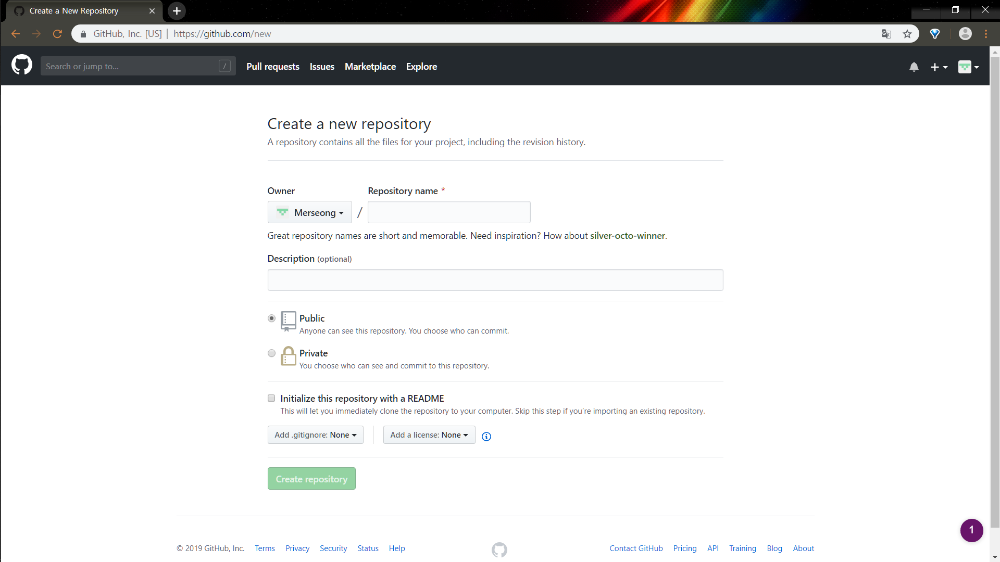 Create a New Repository
GitHub, Inc. [US] | https://github.com/new
Search or jump to... /
Pull requests Issues Marketplace Explore
Create a new repository
A repository contains all the files for your project, including the revision history.
Owner Repository name *
Merseong /
Great repository names are short and memorable. Need inspiration? How about silver-octo-winner.
Description (optional)
Public
Anyone can see this repository. You choose who can commit.
Private
You choose who can see and commit to this repository.
Initialize this repository with a README
This will let you immediately clone the repository to your computer. Skip this step if you’re importing an existing repository.
Add .gitignore: None Add a license: None
Create repository
1
© 2019 GitHub, Inc. Terms Privacy Security Status Help Contact GitHub Pricing API Training Blog About